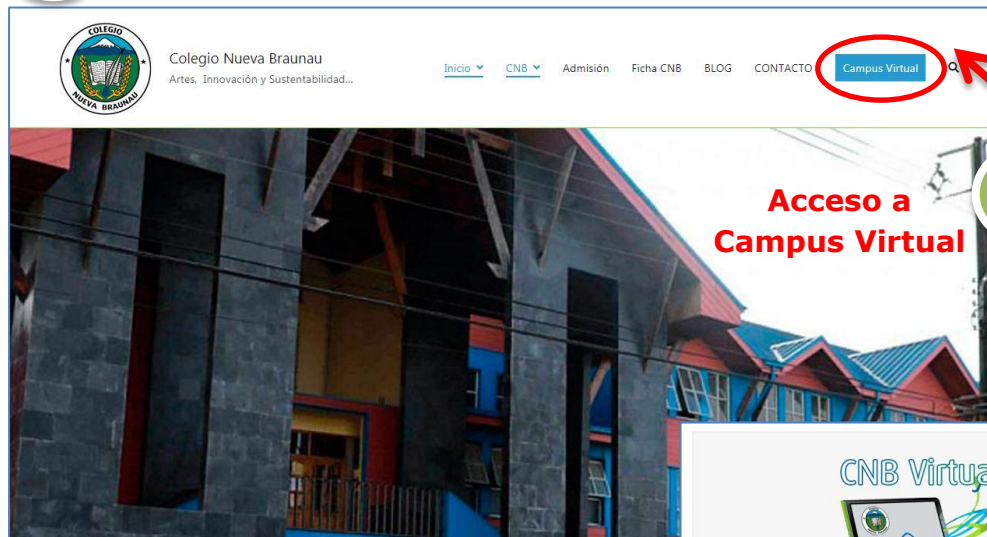 COLEGIO
NUEVA BRAUNAU
Colegio Nueva Braunau
Artes, Innovación y Sustentabilidad...
Inicio CNB Admisión Ficha CNB BLOG CONTACTO Campus Virtual
Acceso a
Campus Virtual
CNB Virtua